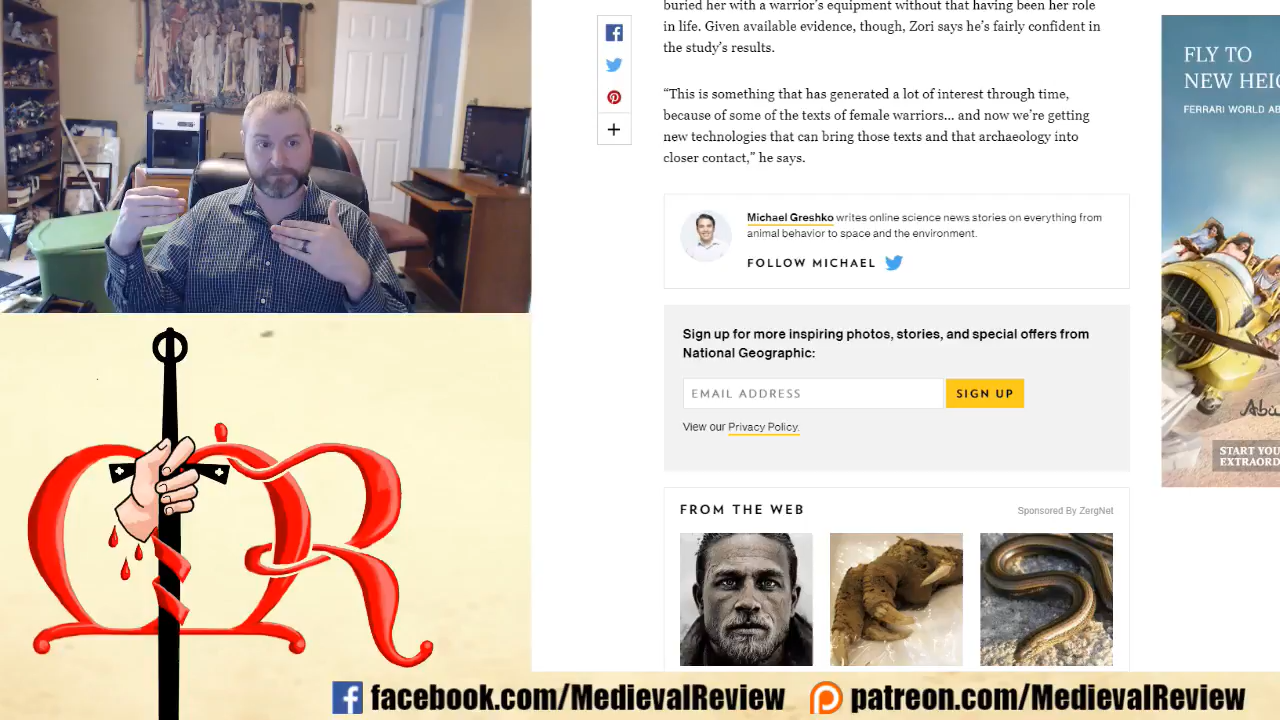 buried her with a warrior's equipment without that having been her role
in life. Given available evidence, though, Zori says he's fairly confident in
the study's results.
“This is something that has generated a lot of interest through time,
because of some of the texts of female warriors... and now we're getting
new technologies that can bring those texts and that archaeology into
closer contact,” he says.
Michael Greshko writes online science news stories on everything from
animal behavior to space and the environment.
FOLLOW MICHAEL
Sign up for more inspiring photos, stories, and special offers from
National Geographic:
EMAIL ADDRESS
SIGN UP
View our Privacy Policy.
FROM THE WEB
Sponsored By ZergNet
FLY TO
NEW
FERRARI WORLD
START
MR
facebook.com/MedievalReview
patreon.com/MedievalReview